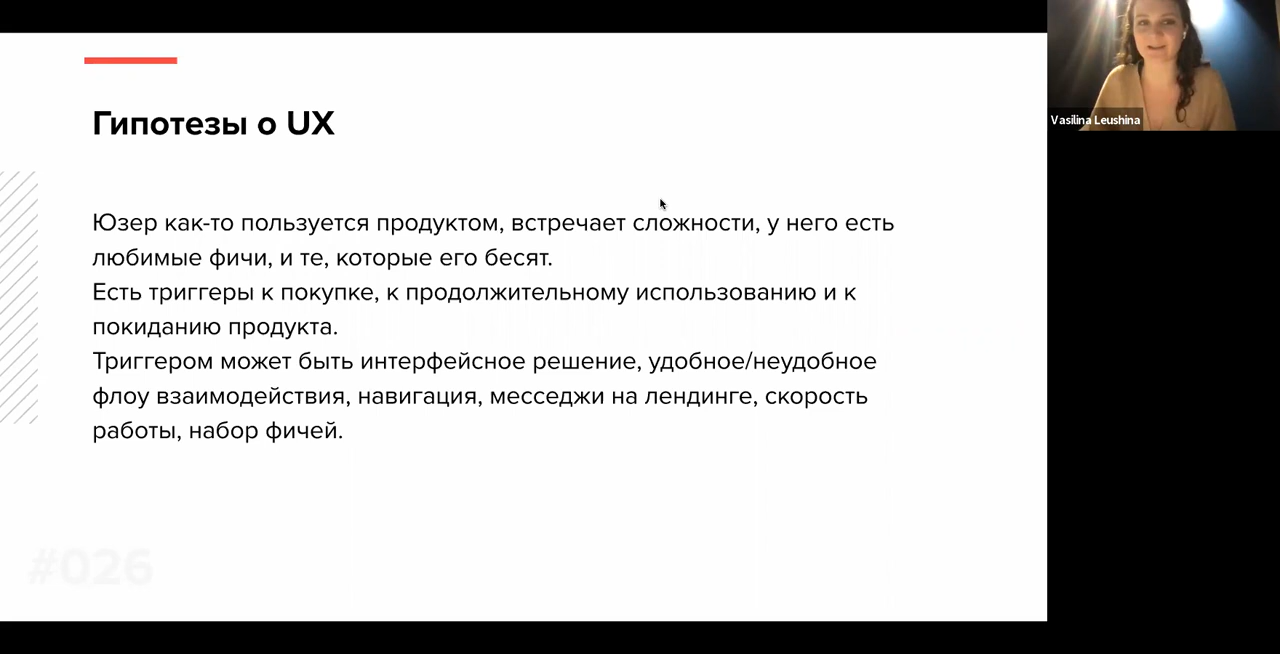 Гипотезы о UX
Юзер как-то пользуется продуктом, встречает сложности, у него есть
любимые фичи, и те, которые его бесят.
Есть триггеры к покупке, к продолжительному использованию и к
покиданию продукта.
Триггером может быть интерфейсное решение, удобное/неудобное
флоу взаимодействия, навигация, месседжи на лендинге, скорость
работы, набор фичей.
#026
Vasilina Leushina